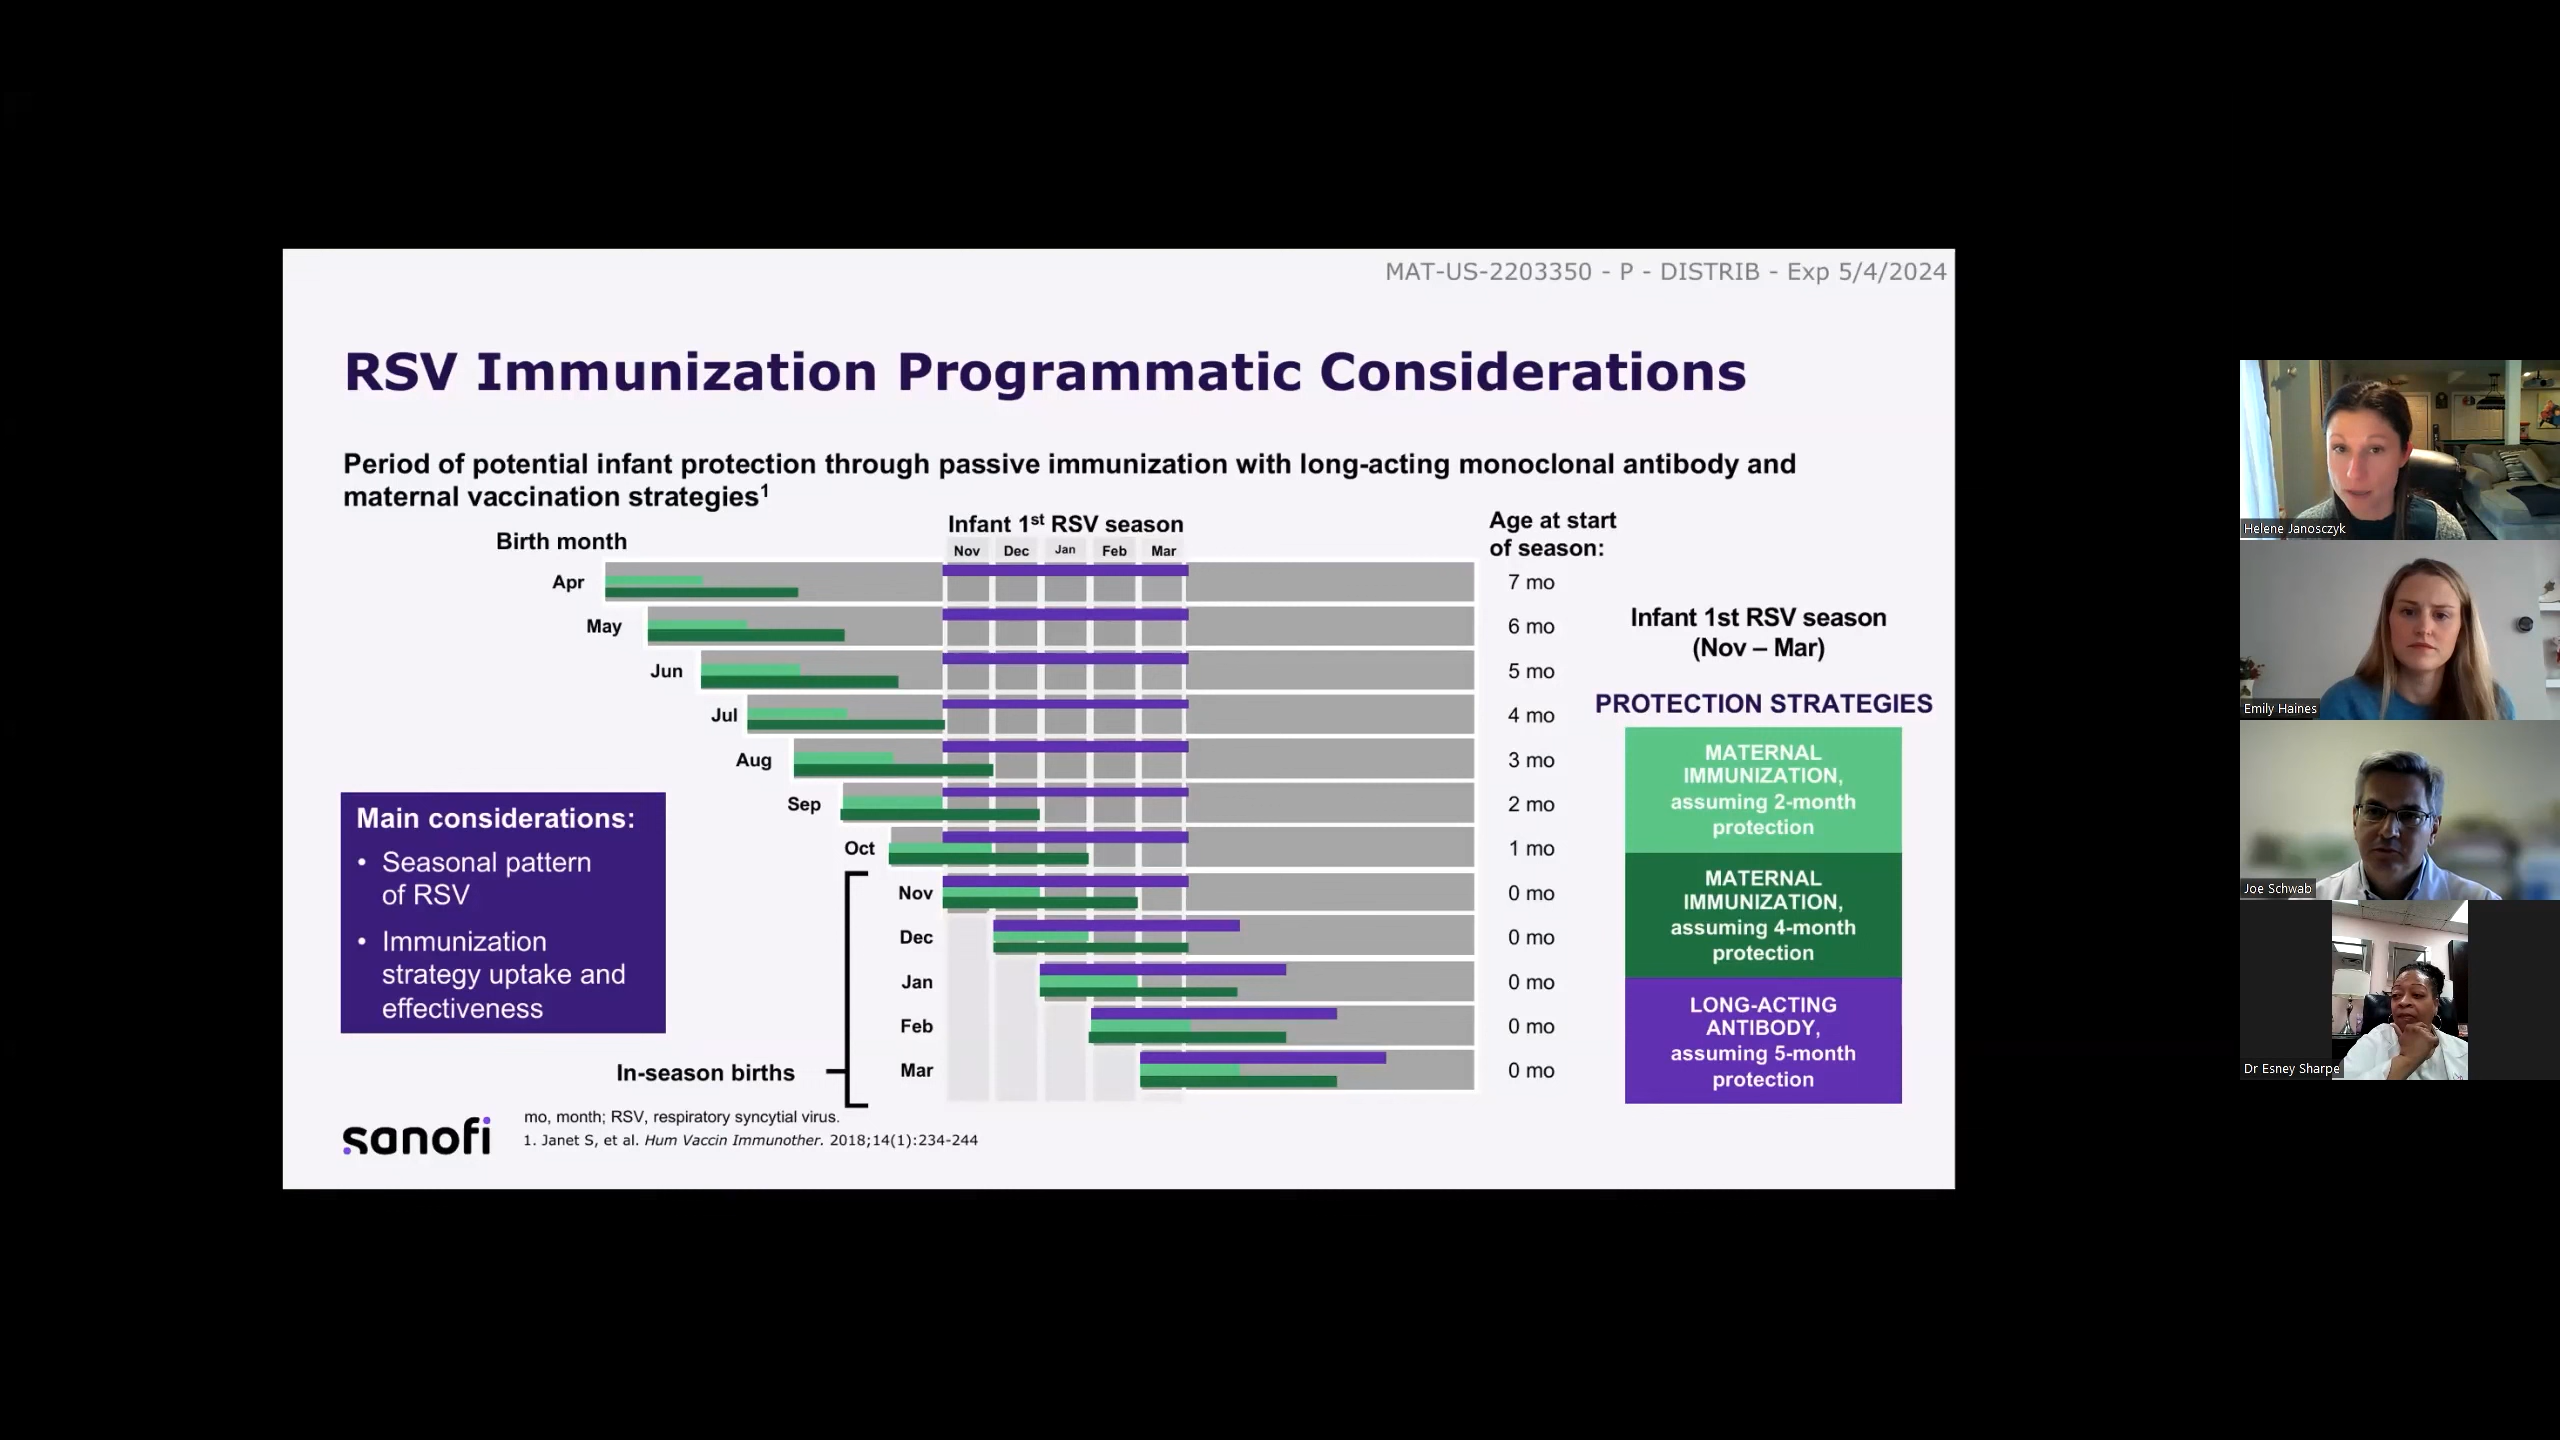 MAT-US-2203350 - P - DISTRIB - Exp 5/4/2024
RSV Immunization Programmatic Considerations
Period of potential infant protection through passive immunization with long-acting monoclonal antibody and
maternal vaccination strategies1
Birth month
Infant 1st RSV season
Nov Dec Jan Feb Mar
Age at start
of season:
Apr 7 mo
May 6 mo
Jun 5 mo
Jul 4 mo
Aug 3 mo
Sep 2 mo
Oct 1 mo
Nov 0 mo
Dec 0 mo
Jan 0 mo
Feb 0 mo
Mar 0 mo
In-season births
Main considerations:
• Seasonal pattern
of RSV
• Immunization
strategy uptake and
effectiveness
Infant 1st RSV season
(Nov – Mar)
PROTECTION STRATEGIES
MATERNAL
IMMUNIZATION,
assuming 2-month
protection
MATERNAL
IMMUNIZATION,
assuming 4-month
protection
LONG-ACTING
ANTIBODY,
assuming 5-month
protection
sanofi
mo, month; RSV, respiratory syncytial virus.
1. Janet S, et al. Hum Vaccin Immunother. 2018;14(1):234-244
Helene Janosczyk
Emily Haines
Joe Schwab
Dr Esney Sharpe